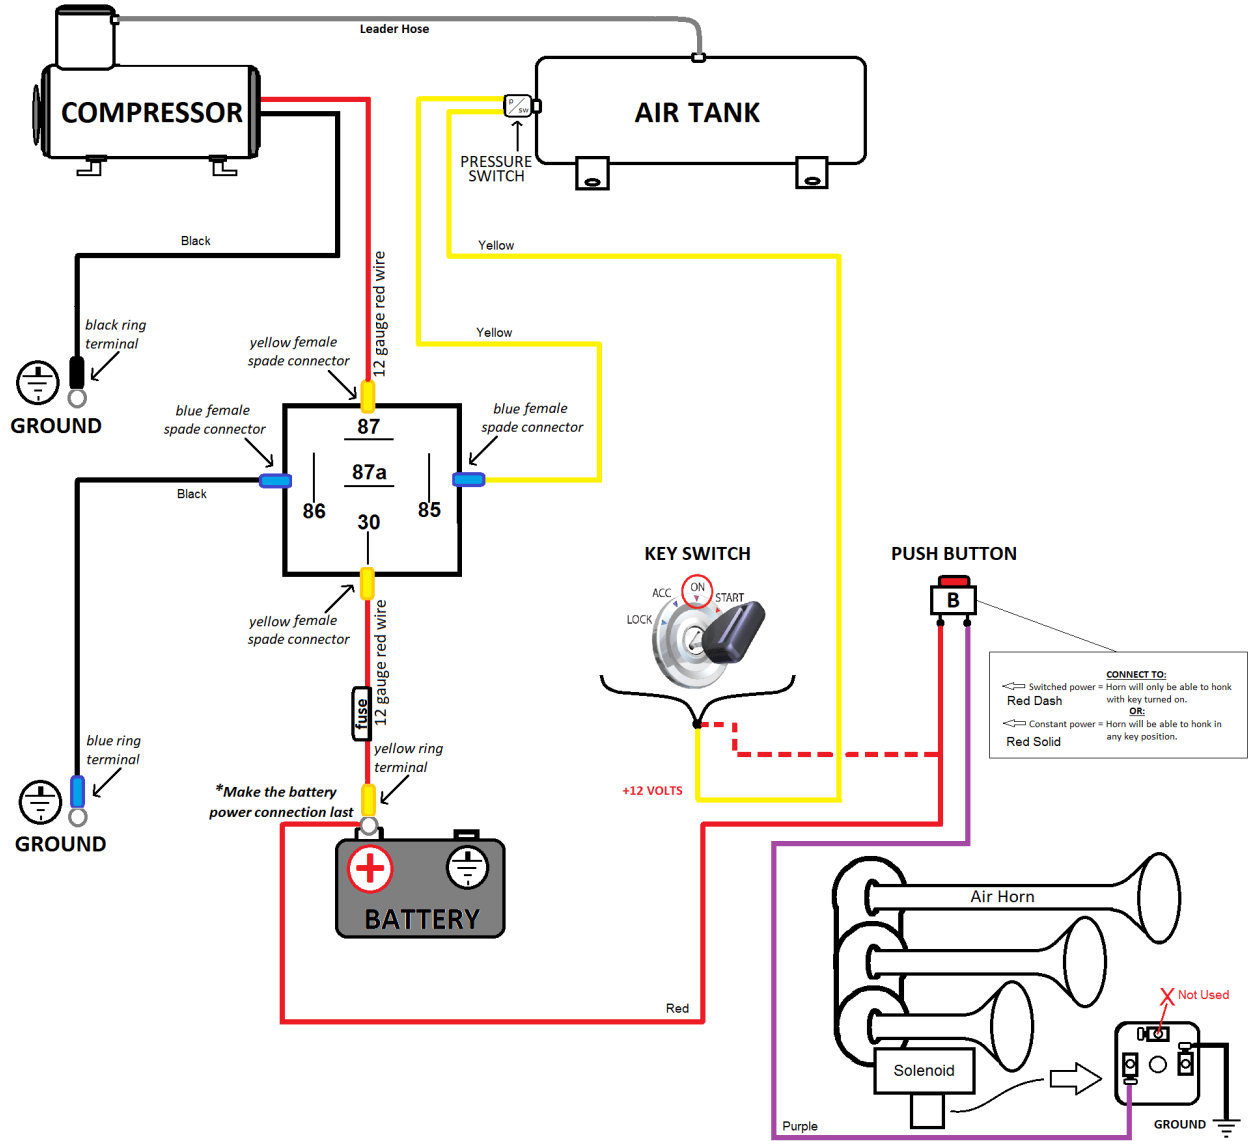 Leader Hose
COMPRESSOR
AIR TANK
P
SW
PRESSURE
SWITCH
Black
Yellow
12 gauge red wire
Yellow
black ring
terminal
yellow female
spade connector
GROUND
blue female
spade connector
blue female
spade connector
87
87a
86
85
30
Black
KEY SWITCH
LOCK
ACC
ON
START
PUSH BUTTON
B
yellow female
spade connector
12 gauge red wire
fuse
CONNECT TO:
Switched power = Horn will only be able to honk
with key turned on.
Red Dash
OR:
Constant power = Horn will be able to honk in
any key position.
Red Solid
blue ring
terminal
yellow ring
terminal
*Make the battery
power connection last
+12 VOLTS
GROUND
+
BATTERY
Air Horn
Red
X Not Used
Solenoid
Purple
GROUND